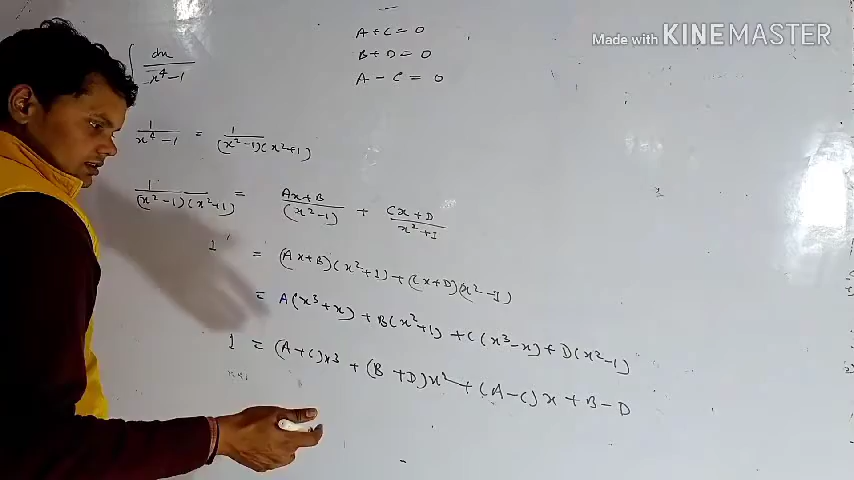 Made with KINEMASTER
A + C = 0
B + D = 0
A - C = 0
∫ dx / x⁴-1
1 / x⁴-1 = 1 / (x²-1)(x²+1)
1 / (x²-1)(x²+1) = Ax+B / (x²-1) + Cx+D / x²+1
1 = (Ax+B)(x²+1) + (Cx+D)(x²-1)
= A(x³+x) + B(x²+1) + C(x³-x) + D(x²-1)
1 = (A+C)x³ + (B+D)x² + (A-C)x + B-D